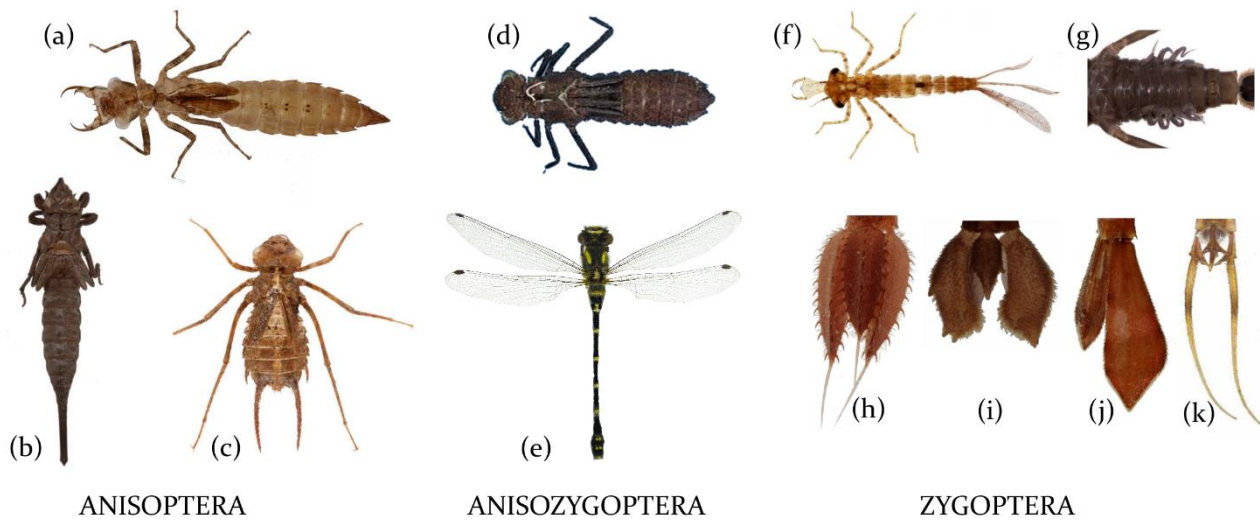 (a)
(d)
(f)
(g)
(b)
(c)
(e)
(h)
(i)
(j)
(k)
ANISOPTERA
ANISOZYGOPTERA
ZYGOPTERA